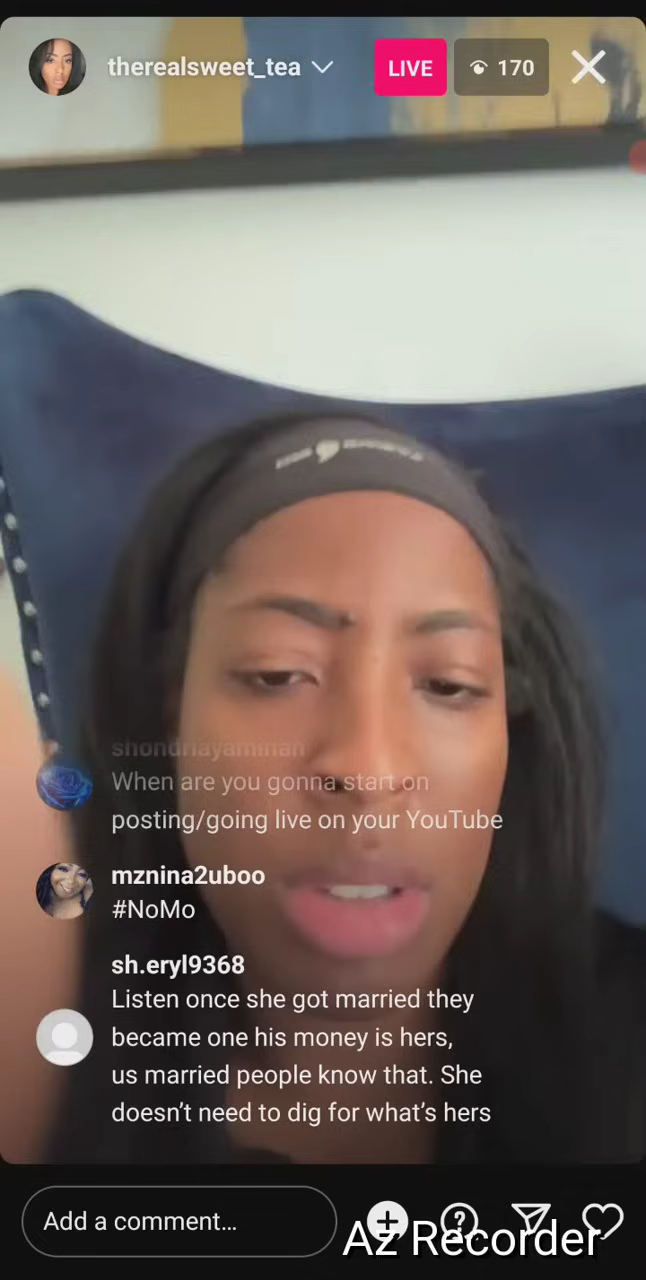 therealsweet_tea
LIVE
170
When are you gonna start on
posting/going live on your YouTube
mznina2uboo
#NoMo
sh.eryl9368
Listen once she got married they
became one his money is hers,
us married people know that. She
doesn't need to dig for what's hers
Add a comment...
Az Recorder